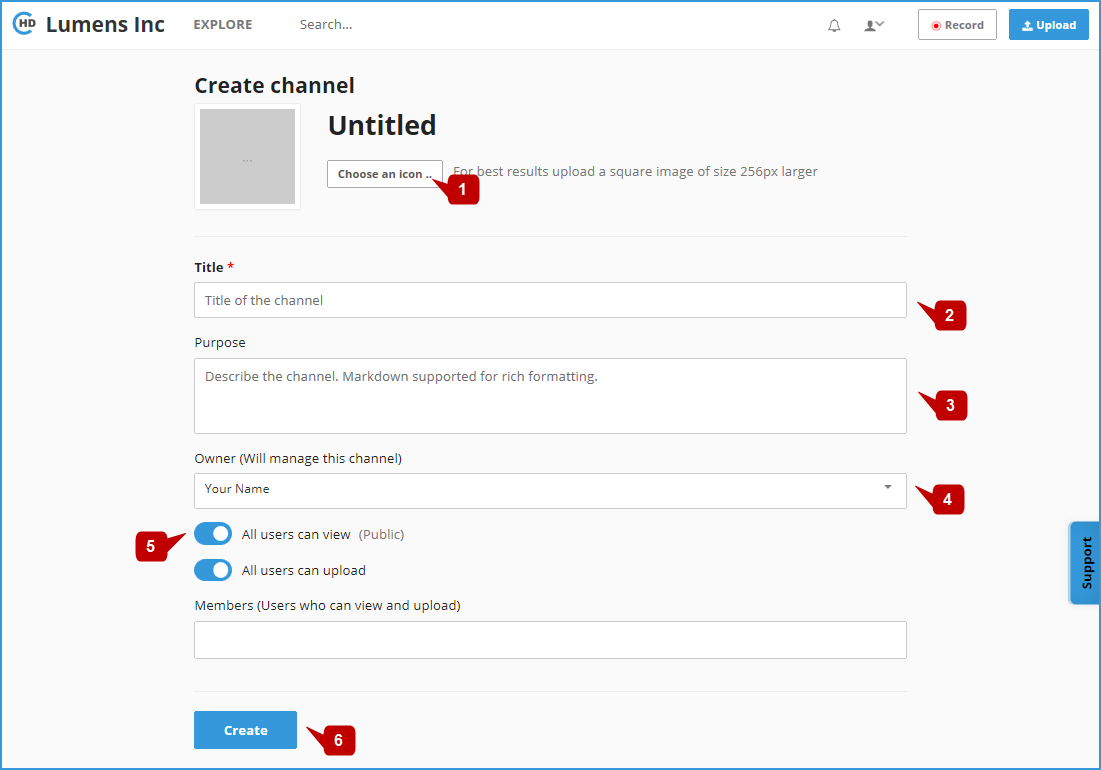 HD Lumens Inc EXPLORE Search... Record Upload
Create channel
...
Untitled
Choose an icon .. For best results upload a square image of size 256px larger
1
Title *
Title of the channel
2
Purpose
Describe the channel. Markdown supported for rich formatting.
3
Owner (Will manage this channel)
Your Name
4
5 All users can view (Public)
All users can upload
Support
Members (Users who can view and upload)
Create
6